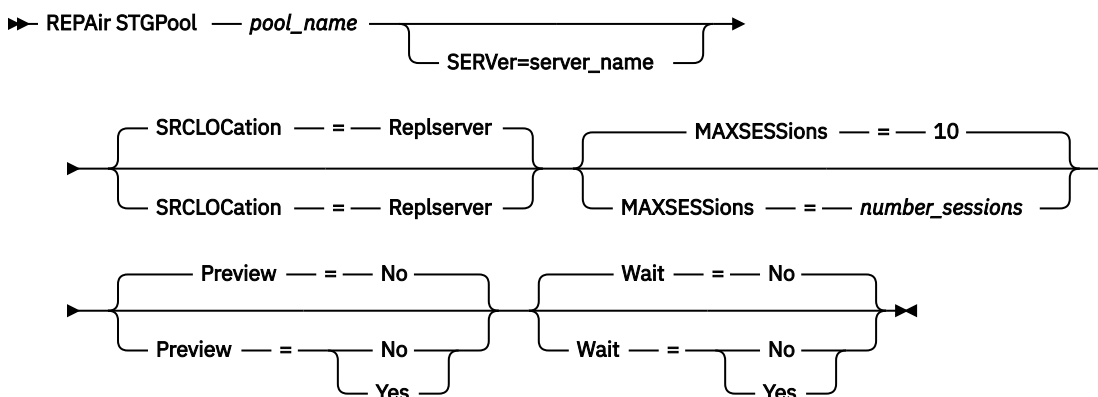 REPAir STGPool pool_name
SERVer=server_name
SRCLOCation = Replserver MAXSESSions = 10
SRCLOCation = Replserver MAXSESSions = number_sessions
Preview = No Wait = No
Preview = No Wait = No
Yes Yes